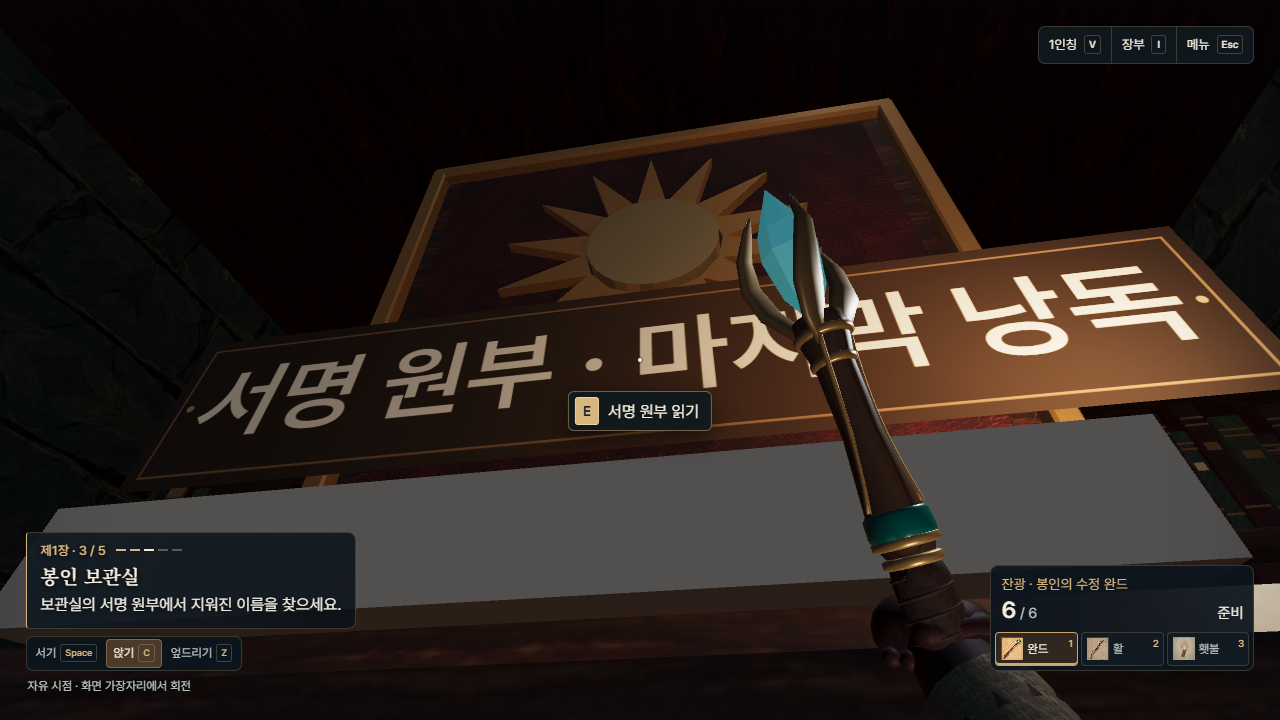 1인칭 V 장부 I 메뉴 Esc
서명 원부 · 마지막 낭독
E 서명 원부 읽기
제1장 · 3 / 5
봉인 보관실
보관실의 서명 원부에서 지워진 이름을 찾으세요.
서기 Space 앉기 C 엎드리기 Z
자유 시점 · 화면 가장자리에서 회전
잔광 · 봉인의 수정 완드
6 / 6 준비
완드 1 활 2 횃불 3